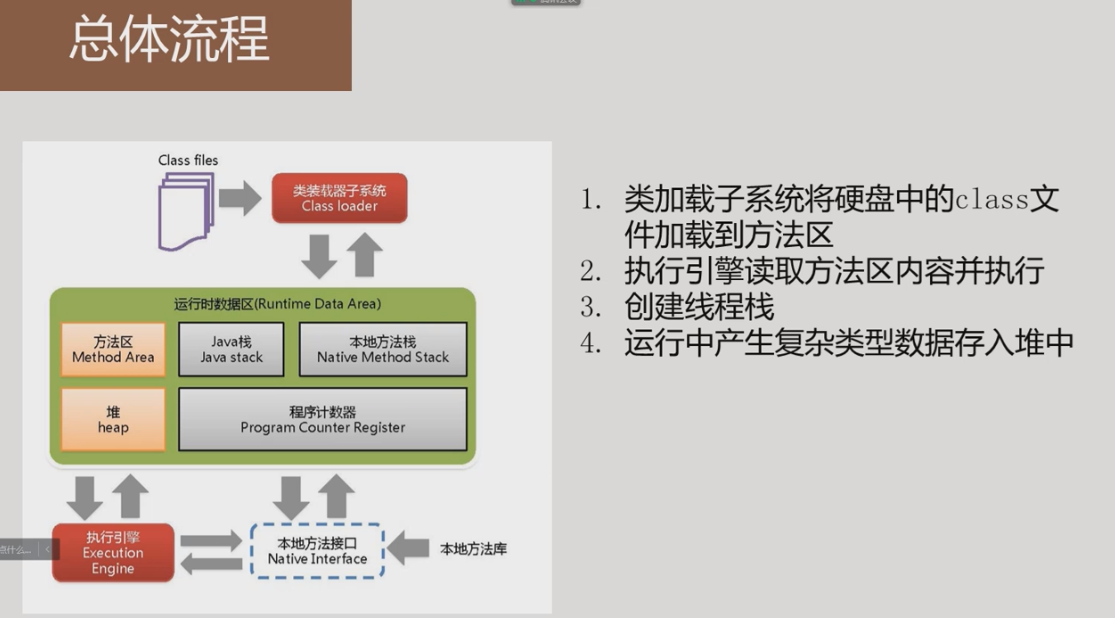 总体流程
Class files
类装载器子系统
Class loader
运行时数据区(Runtime Data Area)
方法区
Method Area
Java栈
Java stack
本地方法栈
Native Method Stack
堆
heap
程序计数器
Program Counter Register
执行引擎
Execution
Engine
本地方法接口
Native Interface
本地方法库
1. 类加载子系统将硬盘中的class文
件加载到方法区
2. 执行引擎读取方法区内容并执行
3. 创建线程栈
4. 运行中产生复杂类型数据存入堆中
点什么...